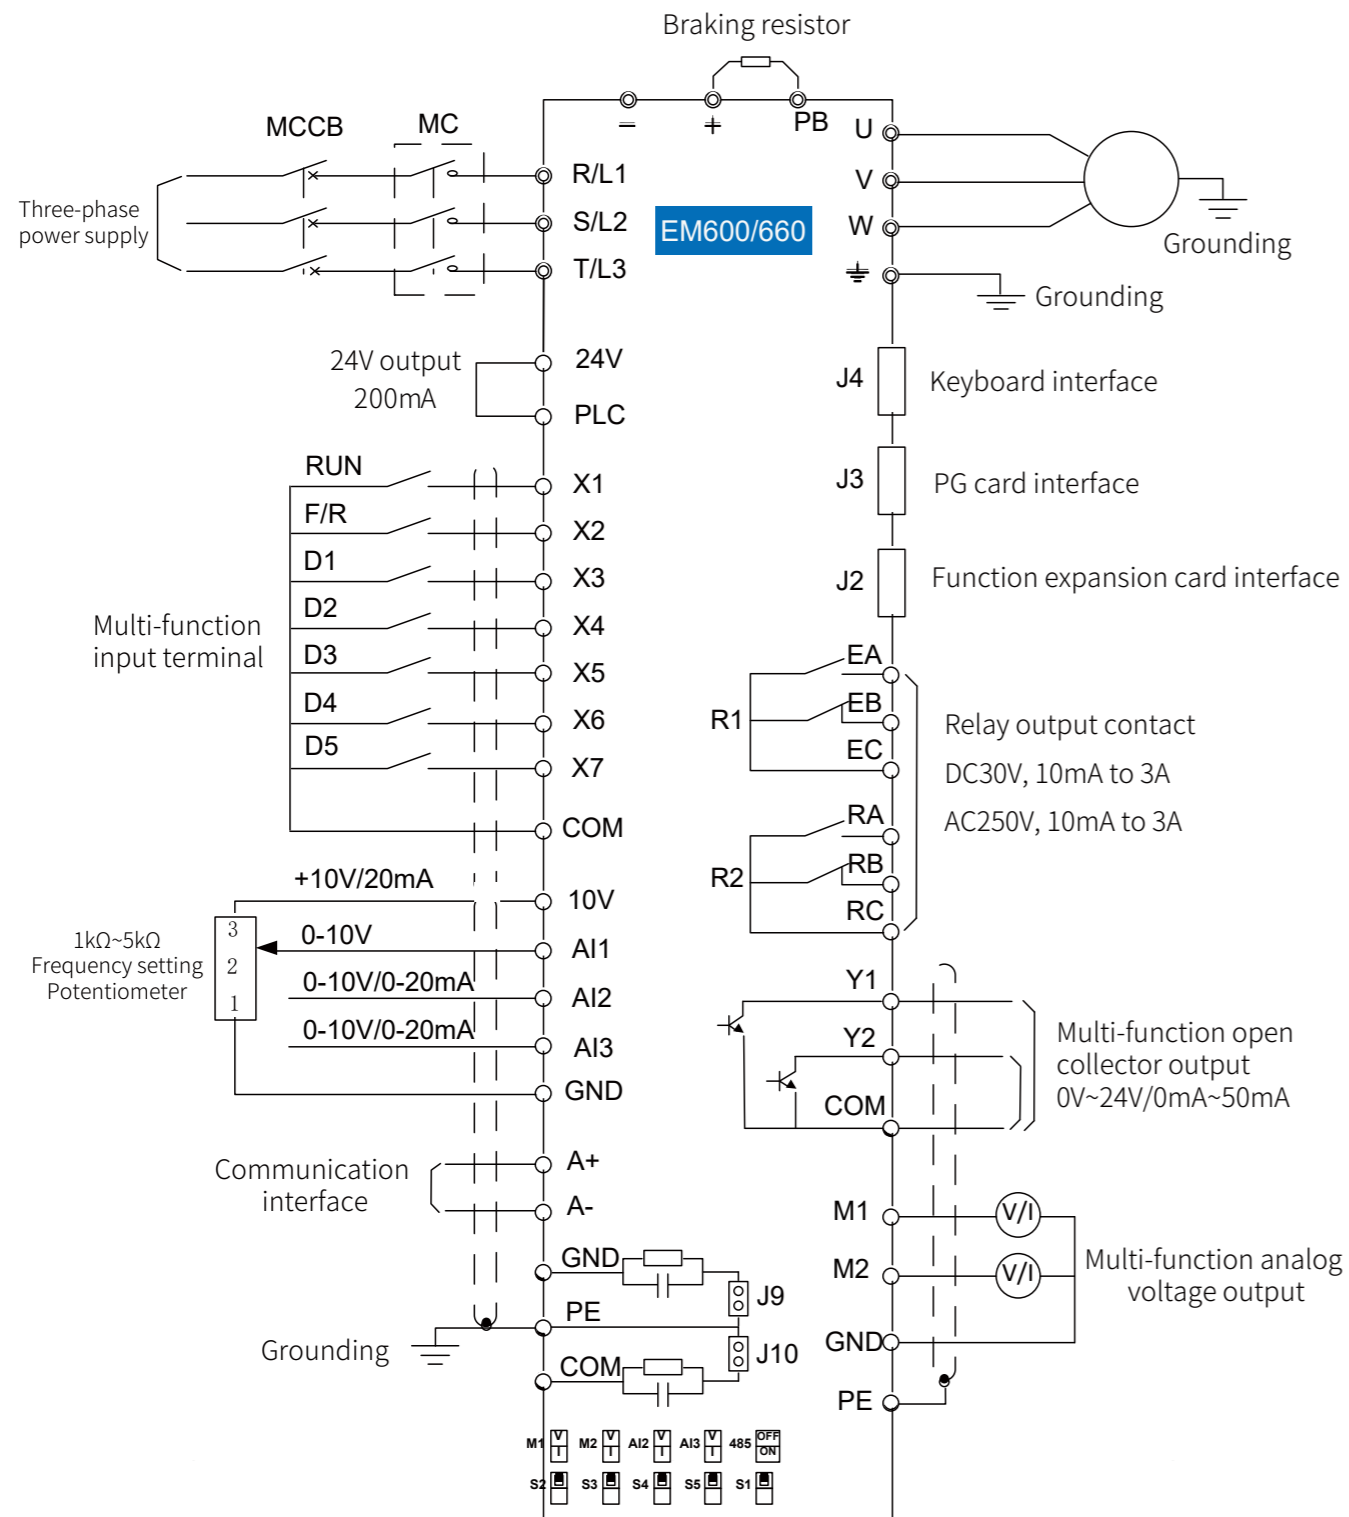 Braking resistor
MCCB
MC
−
+
PB
U
R/L1
V
Three-phase
power supply
S/L2
EM600/660
W
Grounding
T/L3
Grounding
24V output
200mA
24V
PLC
J4
Keyboard interface
RUN
X1
J3
PG card interface
F/R
X2
D1
X3
J2
Function expansion card interface
D2
X4
Multi-function
input terminal
D3
X5
D4
X6
D5
X7
COM
EA
R1
EB
EC
Relay output contact
DC30V, 10mA to 3A
AC250V, 10mA to 3A
RA
R2
RB
RC
+10V/20mA
10V
1kΩ~5kΩ
Frequency setting
Potentiometer
3
2
1
0-10V
AI1
0-10V/0-20mA
AI2
0-10V/0-20mA
AI3
GND
Y1
Y2
COM
Multi-function open
collector output
0V~24V/0mA~50mA
Communication
interface
A+
A-
M1
V/I
M2
V/I
Multi-function analog
voltage output
GND
PE
GND
J9
PE
Grounding
J10
COM
M1 V I
M2 V I
AI2 V I
AI3 V I
485 OFF ON
S2
S3
S4
S5
S1